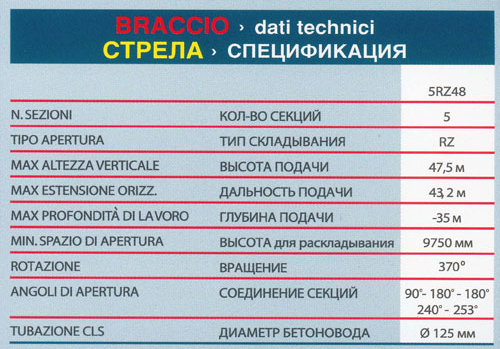 BRACCIO › dati technici
СТРЕЛА › СПЕЦИФИКАЦИЯ
5RZ48
N. SEZIONI КОЛ-ВО СЕКЦИЙ 5
TIPO APERTURA ТИП СКЛАДЫВАНИЯ RZ
MAX ALTEZZA VERTICALE ВЫСОТА ПОДАЧИ 47,5 м
MAX ESTENSIONE ORIZZ. ДАЛЬНОСТЬ ПОДАЧИ 43,2 м
MAX PROFONDITÀ DI LAVORO ГЛУБИНА ПОДАЧИ -35 м
MIN. SPAZIO DI APERTURA ВЫСОТА для раскладывания 9750 мм
ROTAZIONE ВРАЩЕНИЕ 370°
ANGOLI DI APERTURA СОЕДИНЕНИЕ СЕКЦИЙ 90°- 180° - 180°
240° - 253°
TUBAZIONE CLS ДИАМЕТР БЕТОНОВОДА Ø 125 мм